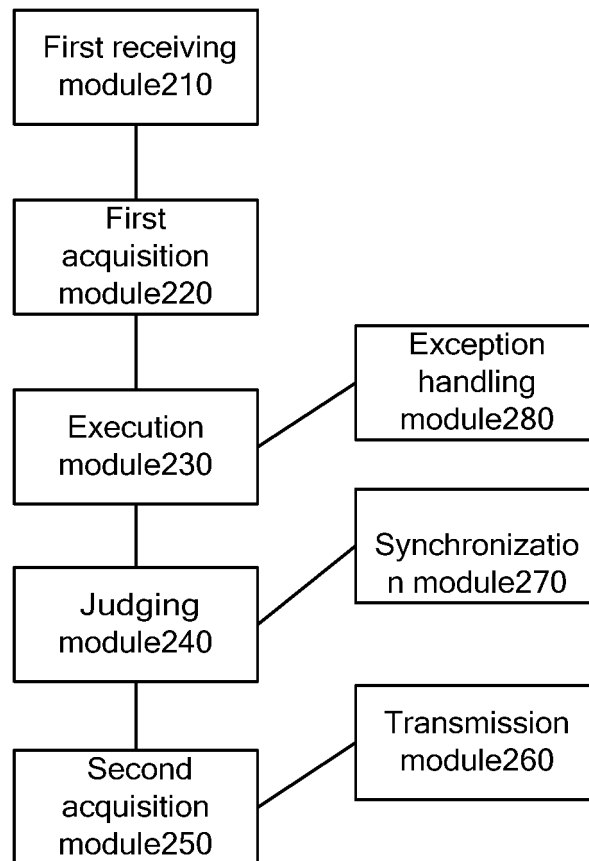 First receiving
module210
First
acquisition
module220
Execution
module230
Exception
handling
module280
Judging
module240
Synchronizatio
n module270
Second
acquisition
module250
Transmission
module260